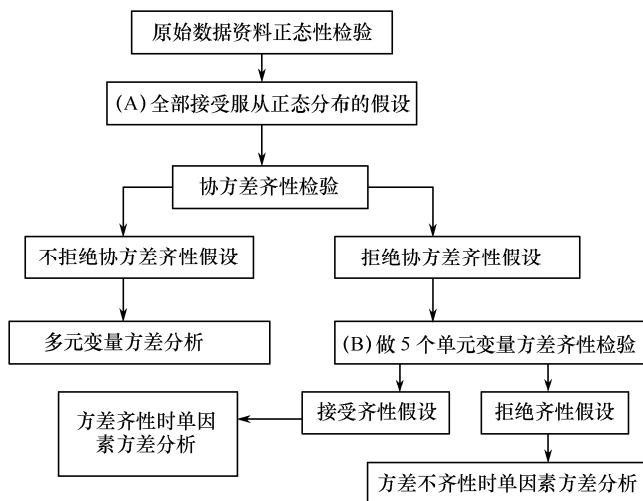 原始数据资料正态性检验
(A)全部接受服从正态分布的假设
协方差齐性检验
不拒绝协方差齐性假设
拒绝协方差齐性假设
多元变量方差分析
(B)做5个单元变量方差齐性检验
方差齐性时单因
素方差分析
接受齐性假设
拒绝齐性假设
方差不齐性时单因素方差分析